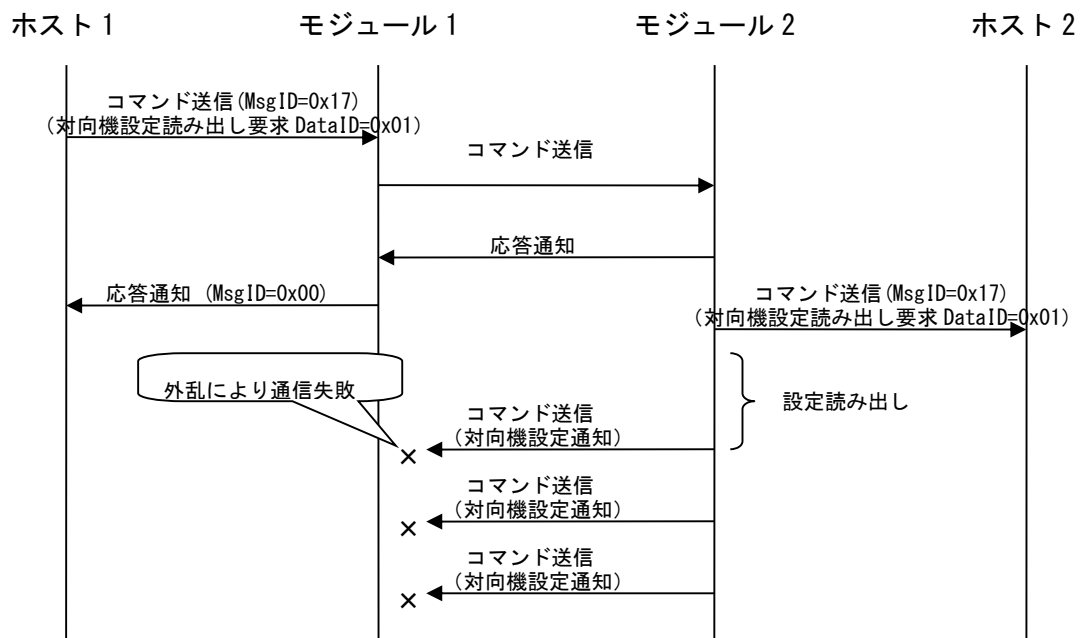 ホスト1
モジュール1
モジュール2
ホスト2
コマンド送信(MsgID=0x17)
(対向機設定読み出し要求 DataID=0x01)
コマンド送信
応答通知
応答通知 (MsgID=0x00)
コマンド送信(MsgID=0x17)
(対向機設定読み出し要求 DataID=0x01)
外乱により通信失敗
設定読み出し
コマンド送信
(対向機設定通知)
×
コマンド送信
(対向機設定通知)
×
コマンド送信
(対向機設定通知)
×